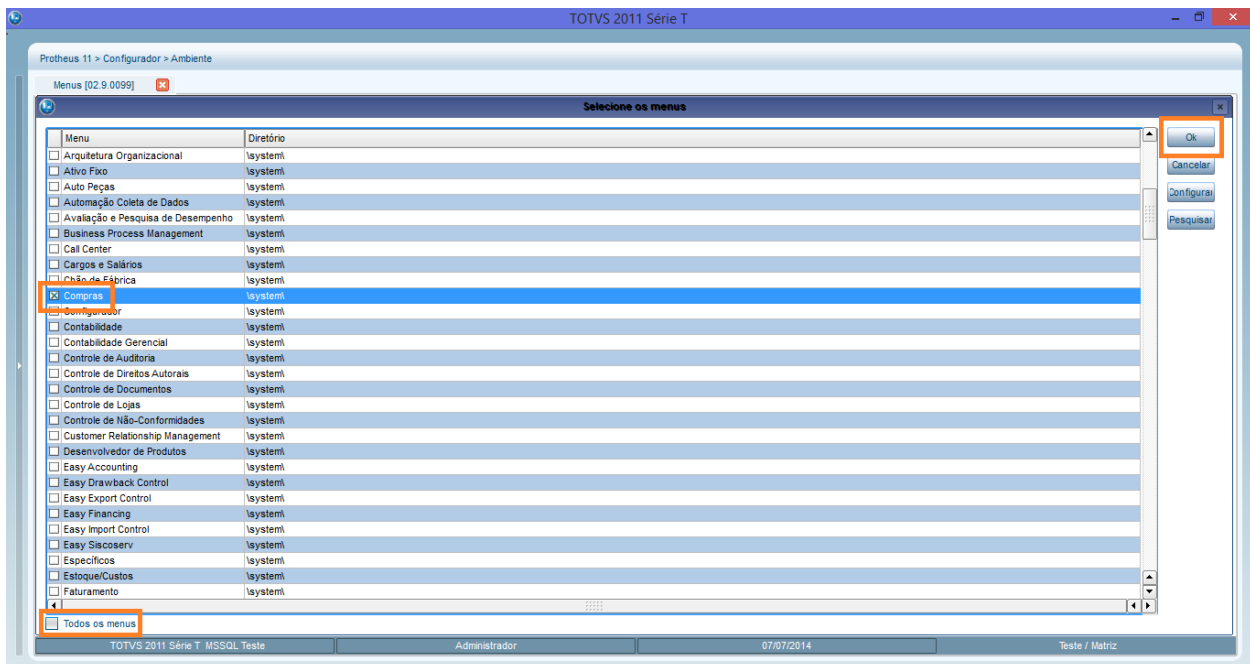 TOTVS 2011 Série T
Protheus 11 > Configurador > Ambiente
Menus [02.9.0099]
Selecione os menus
Menu Diretório
Ok
Arquitetura Organizacional \system\
Ativo Fixo \system\
Cancelar
Auto Peças \system\
Configurar
Automação Coleta de Dados \system\
Avaliação e Pesquisa de Desempenho \system\
Pesquisar
Business Process Management \system\
Call Center \system\
Cargos e Salários \system\
Chão de Fábrica \system\
Compras \system\
Configurador \system\
Contabilidade \system\
Contabilidade Gerencial \system\
Controle de Auditoria \system\
Controle de Direitos Autorais \system\
Controle de Documentos \system\
Controle de Lojas \system\
Controle de Não-Conformidades \system\
Customer Relationship Management \system\
Desenvolvedor de Produtos \system\
Easy Accounting \system\
Easy Drawback Control \system\
Easy Export Control \system\
Easy Financing \system\
Easy Import Control \system\
Easy Siscoserv \system\
Específicos \system\
Estoque/Custos \system\
Faturamento \system\
Todos os menus
TOTVS 2011 Série T MSSQL Teste Administrador 07/07/2014 Teste / Matriz